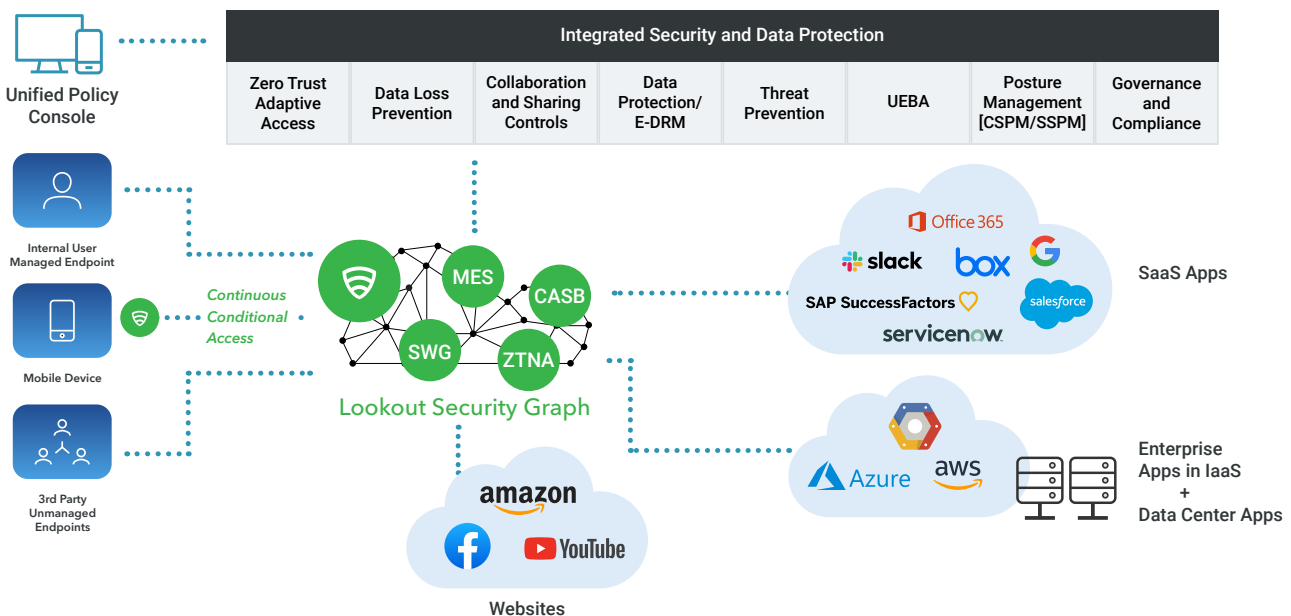 Integrated Security and Data Protection
Unified Policy
Console
Zero Trust
Adaptive
Access
Data Loss
Prevention
Collaboration
and Sharing
Controls
Data
Protection/
E-DRM
Threat
Prevention
UEBA
Posture
Management
[CSPM/SSPM]
Governance
and
Compliance
Internal User
Managed Endpoint
Mobile Device
3rd Party
Unmanaged
Endpoints
Continuous
Conditional
Access
MES
CASB
SWG
ZTNA
Lookout Security Graph
Office 365
slack
box
G
SAP SuccessFactors
salesforce
servicenow
SaaS Apps
Azure
aws
Enterprise
Apps in IaaS
+
Data Center Apps
amazon
f
YouTube
Websites